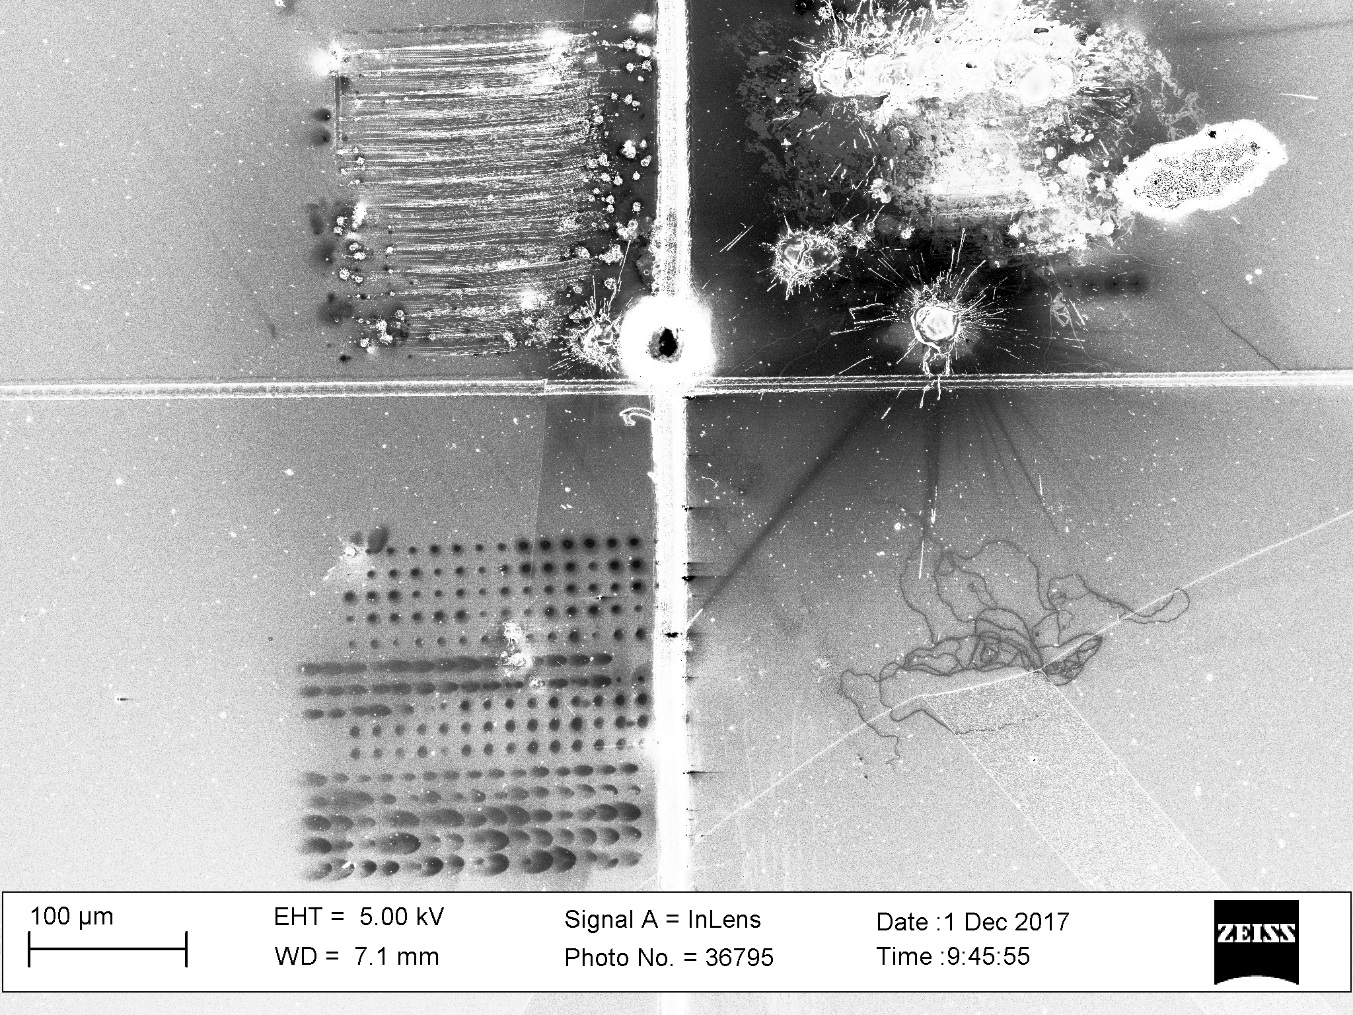 100 µm
EHT = 5.00 kV
Signal A = InLens
Date :1 Dec 2017
WD = 7.1 mm
Photo No. = 36795
Time :9:45:55
ZEISS